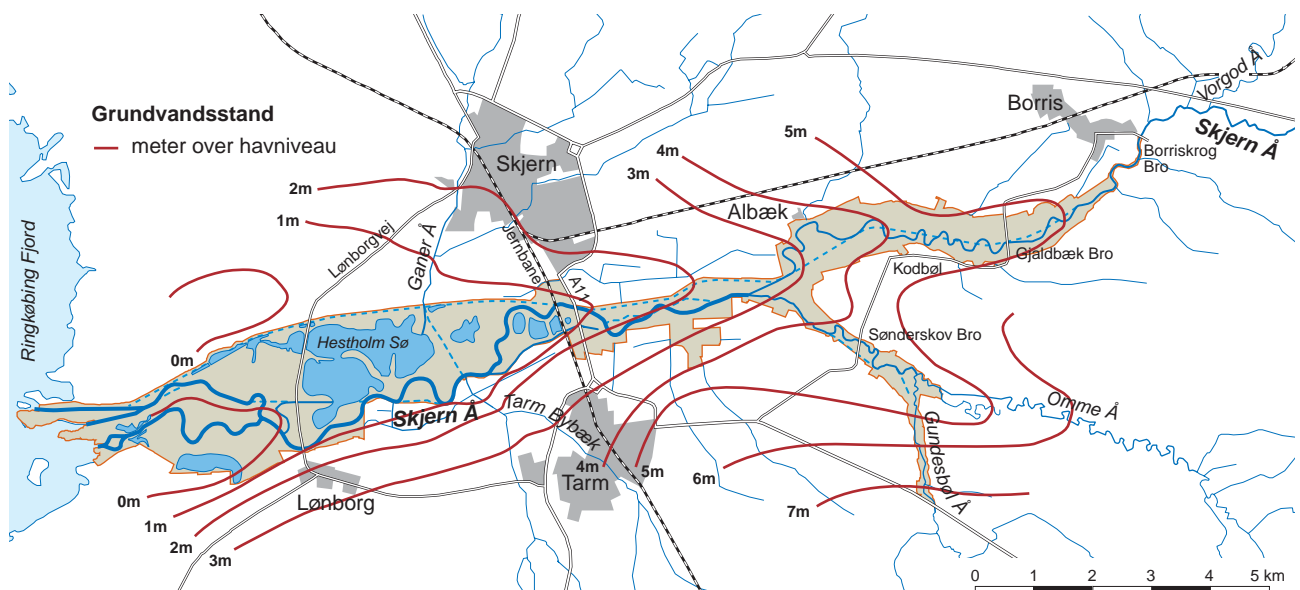 Grundvandsstand
meter over havniveau
Ringkøbing Fjord
Skjern
Borris
Vorgod Å
Skjern Å
Borriskrog
Bro
Albæk
5m
4m
3m
2m
1m
Lønborgvej
Ganer Å
Jernbane
A11
Kodbøl
Gjaldbæk Bro
Sønderskov Bro
0m
Hestholm Sø
Skjern Å
Tarm Bybæk
Omme Å
Gundesbøl Å
4m
5m
6m
7m
Tarm
Lønborg
0m
1m
2m
3m
0
1
2
3
4
5 km